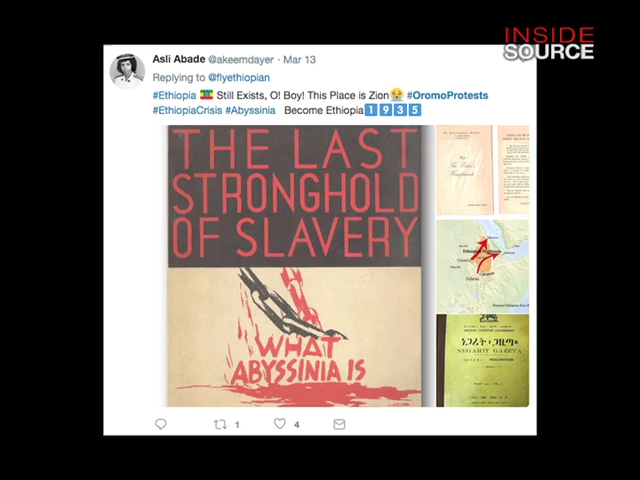 INSIDE
SOURCE
Asli Abade @akeemdayer · Mar 13
Replying to @flyethiopian
#Ethiopia 🇪🇹 Still Exists, O! Boy! This Place is Zion😭 #OromoProtests
#EthiopiaCrisis #Abyssinia Become Ethiopia1️⃣9️⃣3️⃣5️⃣
THE LAST
STRONGHOLD
OF SLAVERY
WHAT
ABYSSINIA IS
ነጋሪት ጋዜጣ
NEGARIT GAZETA
1
4